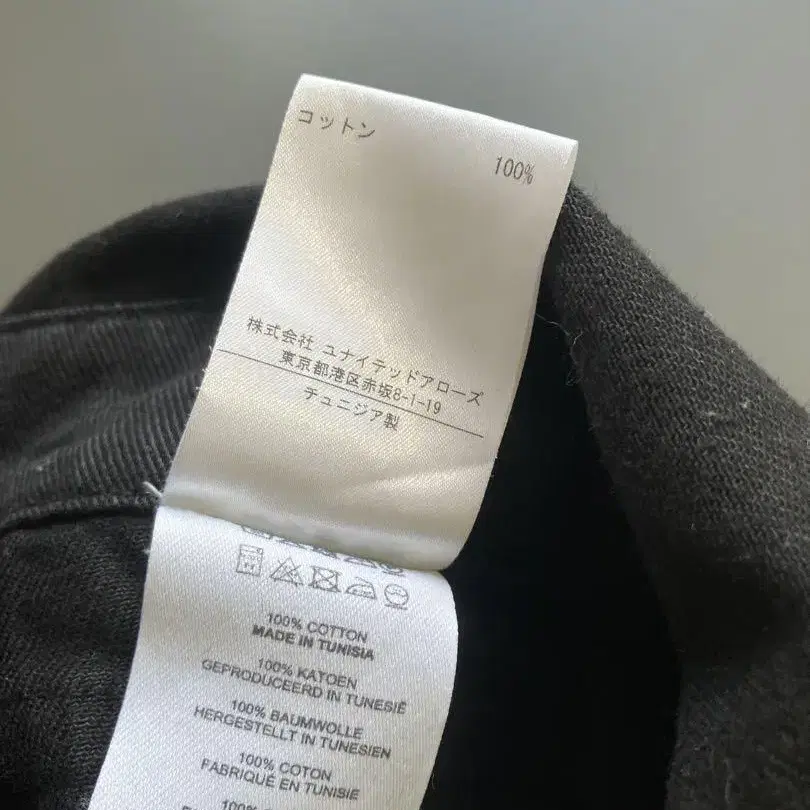 コットン
100%
株式会社 ユナイテッドアローズ
東京都港区赤坂8-1-19
チュニジア製
100% COTTON
MADE IN TUNISIA
100% KATOEN
GEPRODUCEERD IN TUNESIË
100% BAUMWOLLE
HERGESTELLT IN TUNESIEN
100% COTON
FABRIQUÉ EN TUNISIE